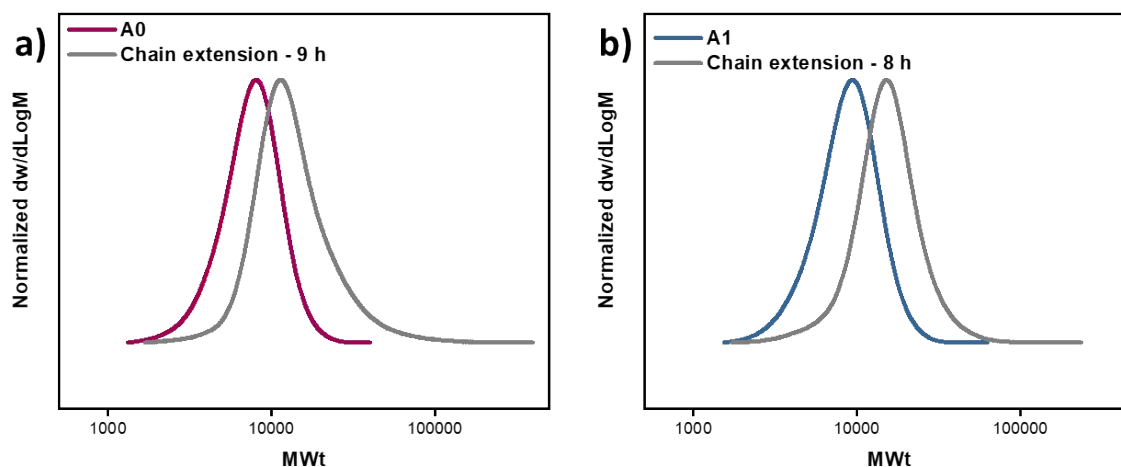 a)
A0
Chain extension - 9 h
Normalized dw/dLogM
1000
10000
100000
MWt
b)
A1
Chain extension - 8 h
Normalized dw/dLogM
1000
10000
100000
MWt